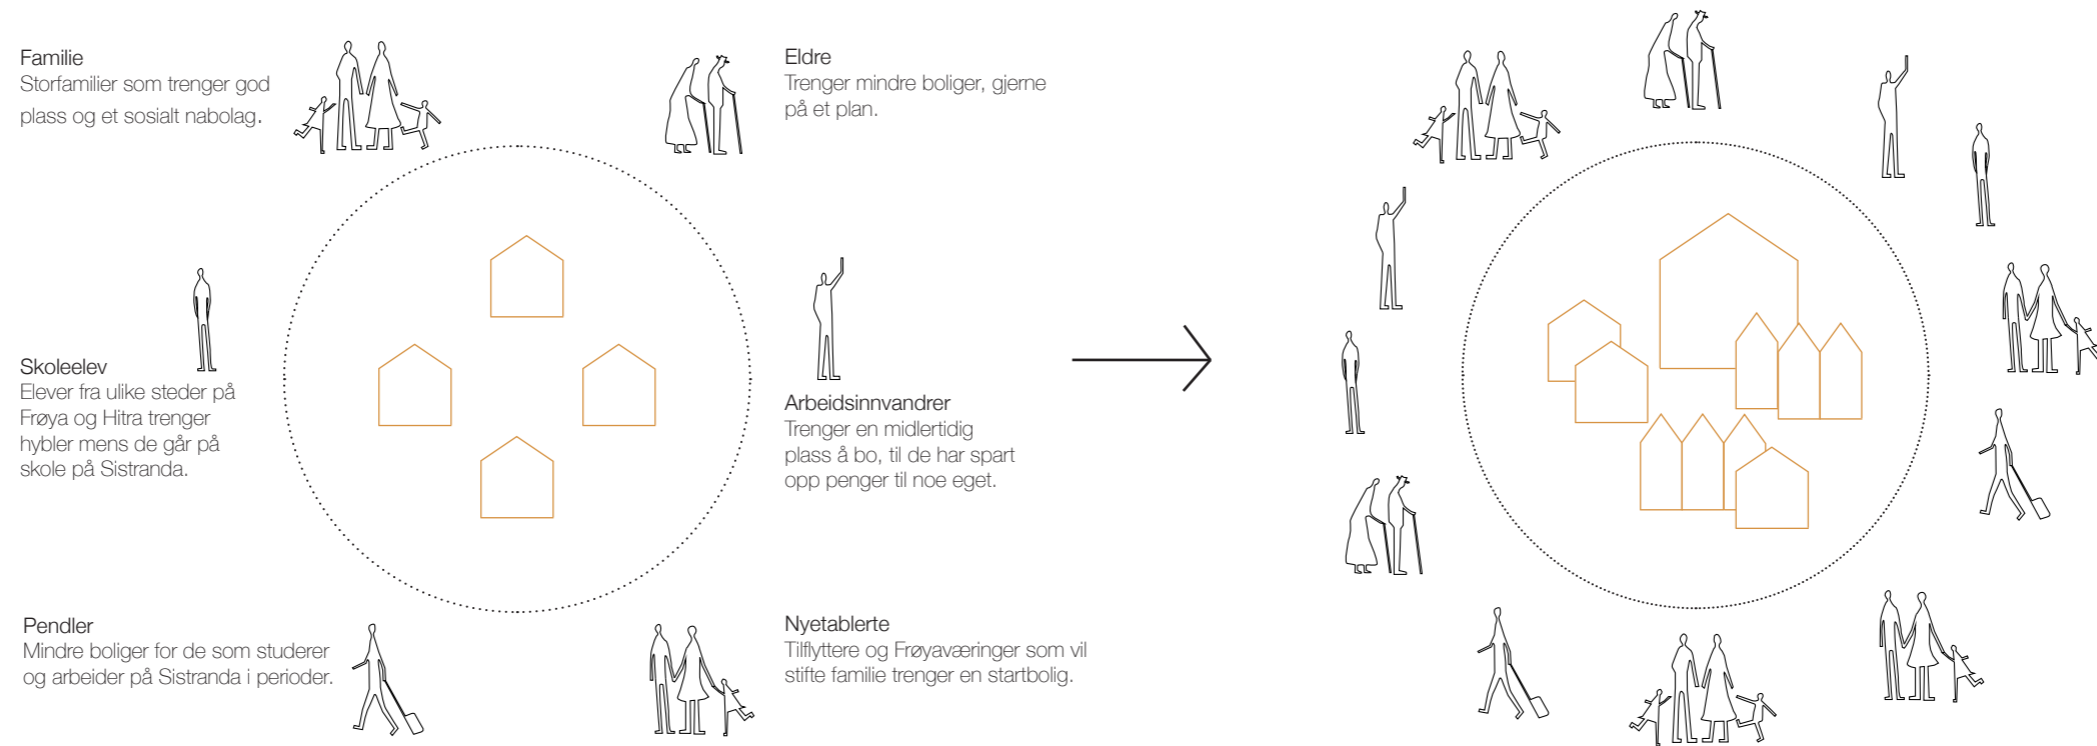 Familie
Storfamilier som trenger god
plass og et sosialt nabolag.
Eldre
Trenger mindre boliger, gjerne
på et plan.
Skoleelev
Elever fra ulike steder på
Frøya og Hitra trenger
hybler mens de går på
skole på Sistranda.
Arbeidsinnvandrer
Trenger en midlertidig
plass å bo, til de har spart
opp penger til noe eget.
Pendler
Mindre boliger for de som studerer
og arbeider på Sistranda i perioder.
Nyetablerte
Tilflyttere og Frøyaværinger som vil
stifte familie trenger en startbolig.